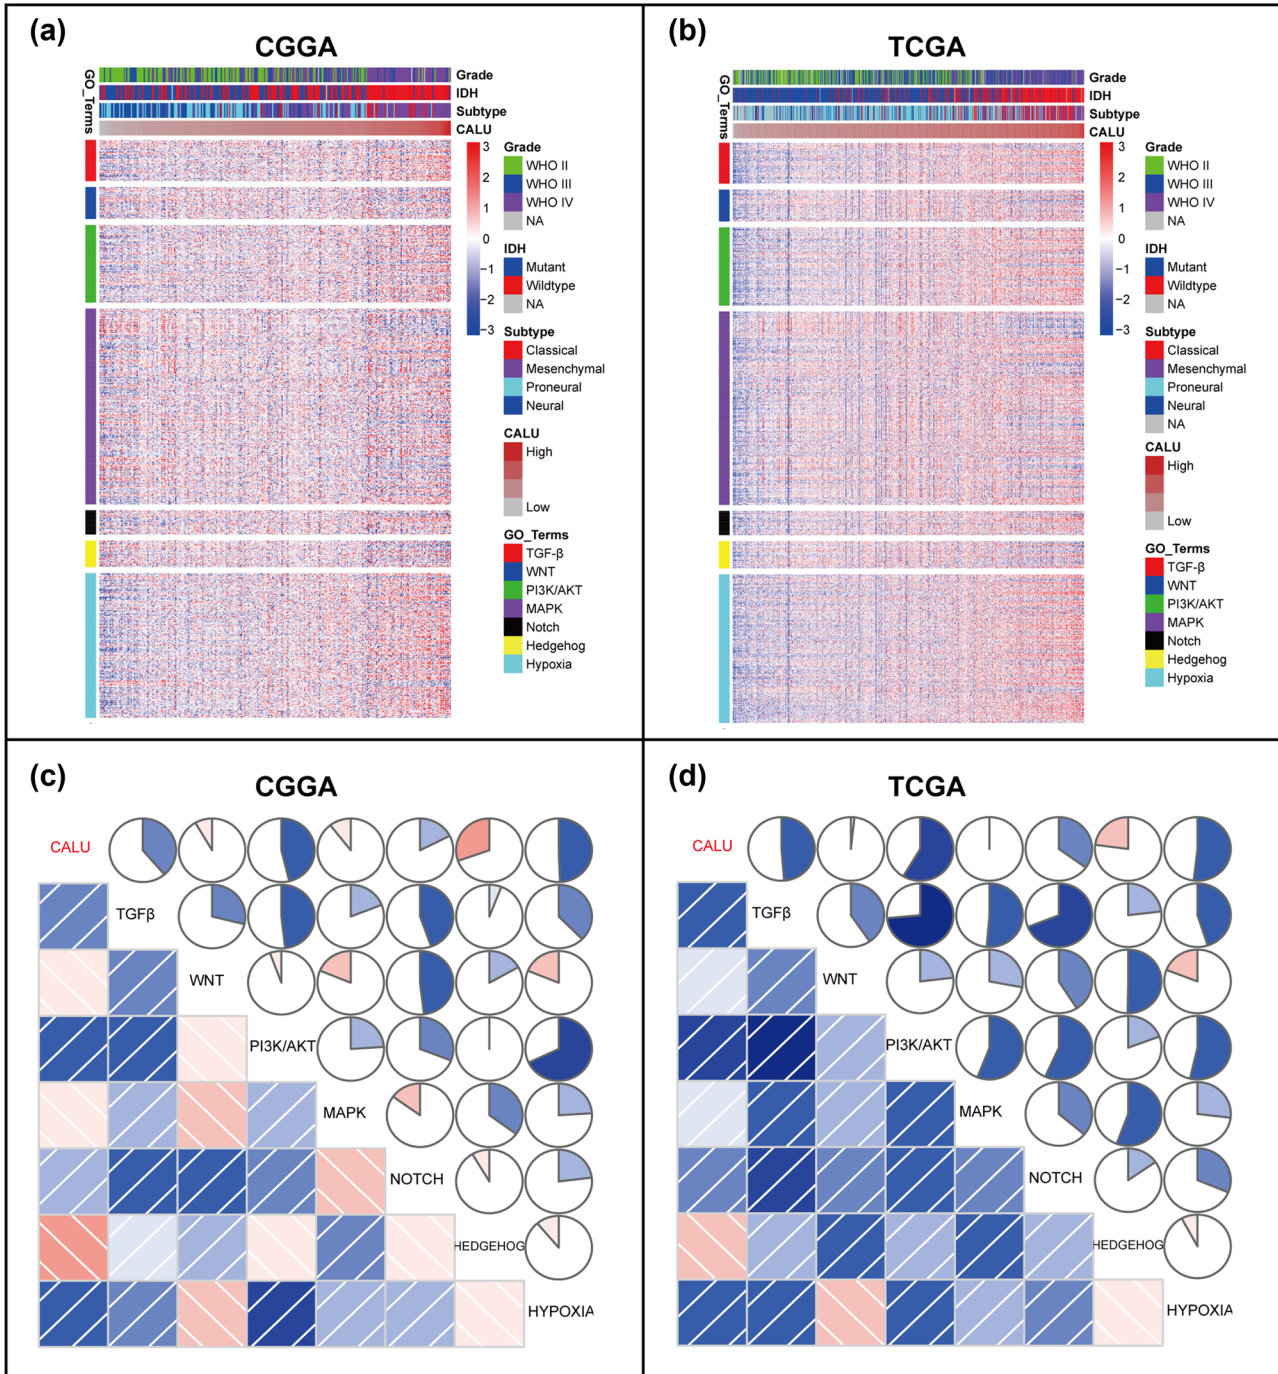 (a)
CGGA
GO_Terms
Grade
IDH
Subtype
CALU
3
2
1
0
−1
−2
−3
Grade
WHO II
WHO III
WHO IV
NA
IDH
Mutant
Wildtype
NA
Subtype
Classical
Mesenchymal
Proneural
Neural
CALU
High
Low
GO_Terms
TGF-β
WNT
PI3K/AKT
MAPK
Notch
Hedgehog
Hypoxia
(b)
TCGA
GO_Terms
Grade
IDH
Subtype
CALU
3
2
1
0
−1
−2
−3
Grade
WHO II
WHO III
WHO IV
NA
IDH
Mutant
Wildtype
NA
Subtype
Classical
Mesenchymal
Proneural
Neural
NA
CALU
High
Low
GO_Terms
TGF-β
WNT
PI3K/AKT
MAPK
Notch
Hedgehog
Hypoxia
(c)
CGGA
CALU
TGFβ
WNT
PI3K/AKT
MAPK
NOTCH
HEDGEHOG
HYPOXIA
(d)
TCGA
CALU
TGFβ
WNT
PI3K/AKT
MAPK
NOTCH
HEDGEHOG
HYPOXIA